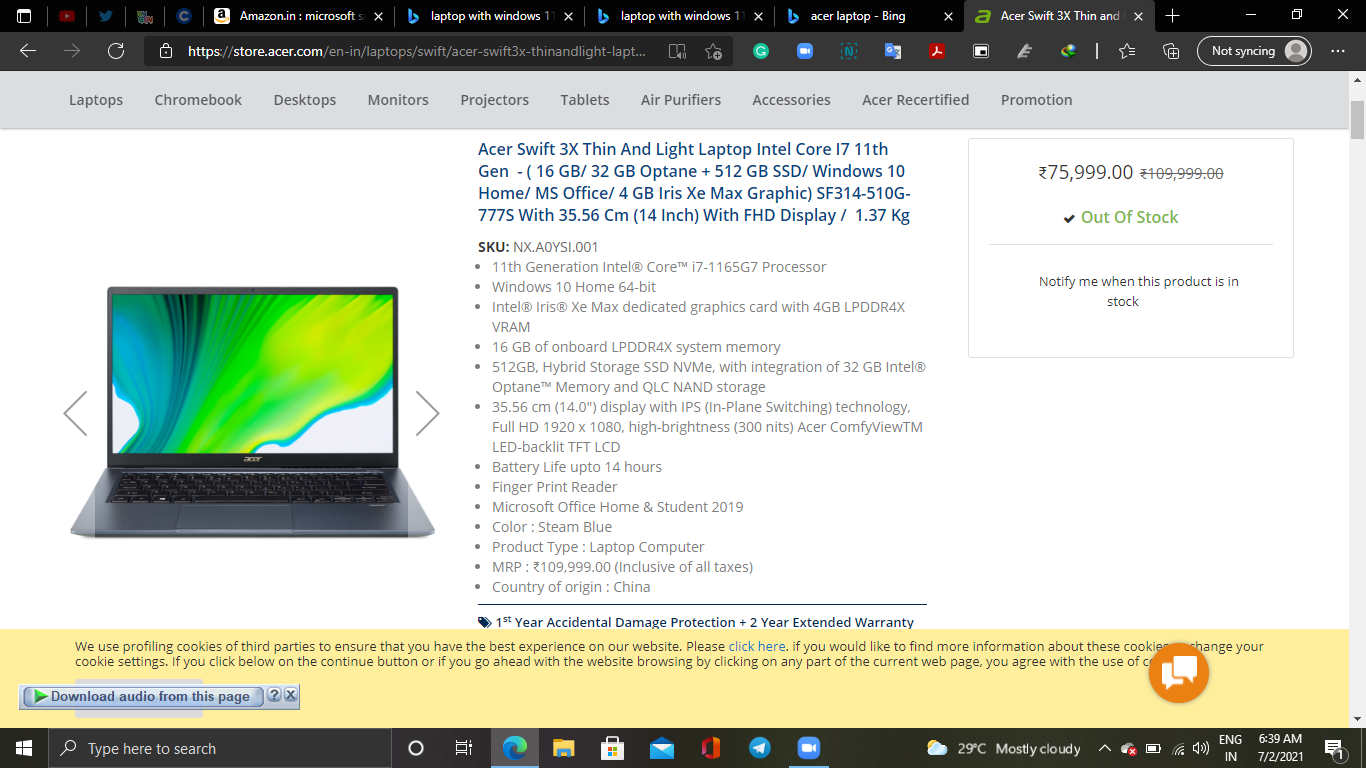 Amazon.in : microsoft s
laptop with windows 11
laptop with windows 11
acer laptop - Bing
Acer Swift 3X Thin and
https://store.acer.com/en-in/laptops/swift/acer-swift3x-thinandlight-lapt...
Not syncing
Laptops Chromebook Desktops Monitors Projectors Tablets Air Purifiers Accessories Acer Recertified Promotion
Acer Swift 3X Thin And Light Laptop Intel Core I7 11th
Gen - ( 16 GB/ 32 GB Optane + 512 GB SSD/ Windows 10
Home/ MS Office/ 4 GB Iris Xe Max Graphic) SF314-510G-
777S With 35.56 Cm (14 Inch) With FHD Display / 1.37 Kg
SKU: NX.A0YSI.001
11th Generation Intel® Core™ i7-1165G7 Processor
Windows 10 Home 64-bit
Intel® Iris® Xe Max dedicated graphics card with 4GB LPDDR4X
VRAM
16 GB of onboard LPDDR4X system memory
512GB, Hybrid Storage SSD NVMe, with integration of 32 GB Intel®
Optane™ Memory and QLC NAND storage
35.56 cm (14.0") display with IPS (In-Plane Switching) technology,
Full HD 1920 x 1080, high-brightness (300 nits) Acer ComfyViewTM
LED-backlit TFT LCD
Battery Life upto 14 hours
Finger Print Reader
Microsoft Office Home & Student 2019
Color : Steam Blue
Product Type : Laptop Computer
MRP : ₹109,999.00 (Inclusive of all taxes)
Country of origin : China
1st Year Accidental Damage Protection + 2 Year Extended Warranty
₹75,999.00 ₹109,999.00
Out Of Stock
Notify me when this product is in
stock
acer
We use profiling cookies of third parties to ensure that you have the best experience on our website. Please click here. if you would like to find more information about these cookies change your
cookie settings. If you click below on the continue button or if you go ahead with the website browsing by clicking on any part of the current web page, you agree with the use of
Download audio from this page ? X
Type here to search
29°C Mostly cloudy
ENG
IN
6:39 AM
7/2/2021
1